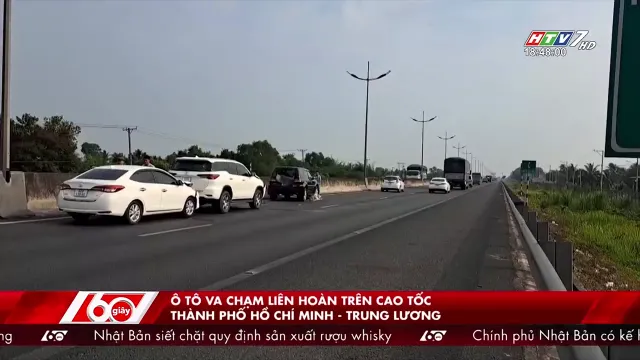 HTV7 HD
18:48:00
60 giây
Ô TÔ VA CHẠM LIÊN HOÀN TRÊN CAO TỐC
THÀNH PHỐ HỒ CHÍ MINH - TRUNG LƯƠNG
Nhật Bản siết chặt quy định sản xuất rượu whisky
60
Chính phủ Nhật Bản có kế h